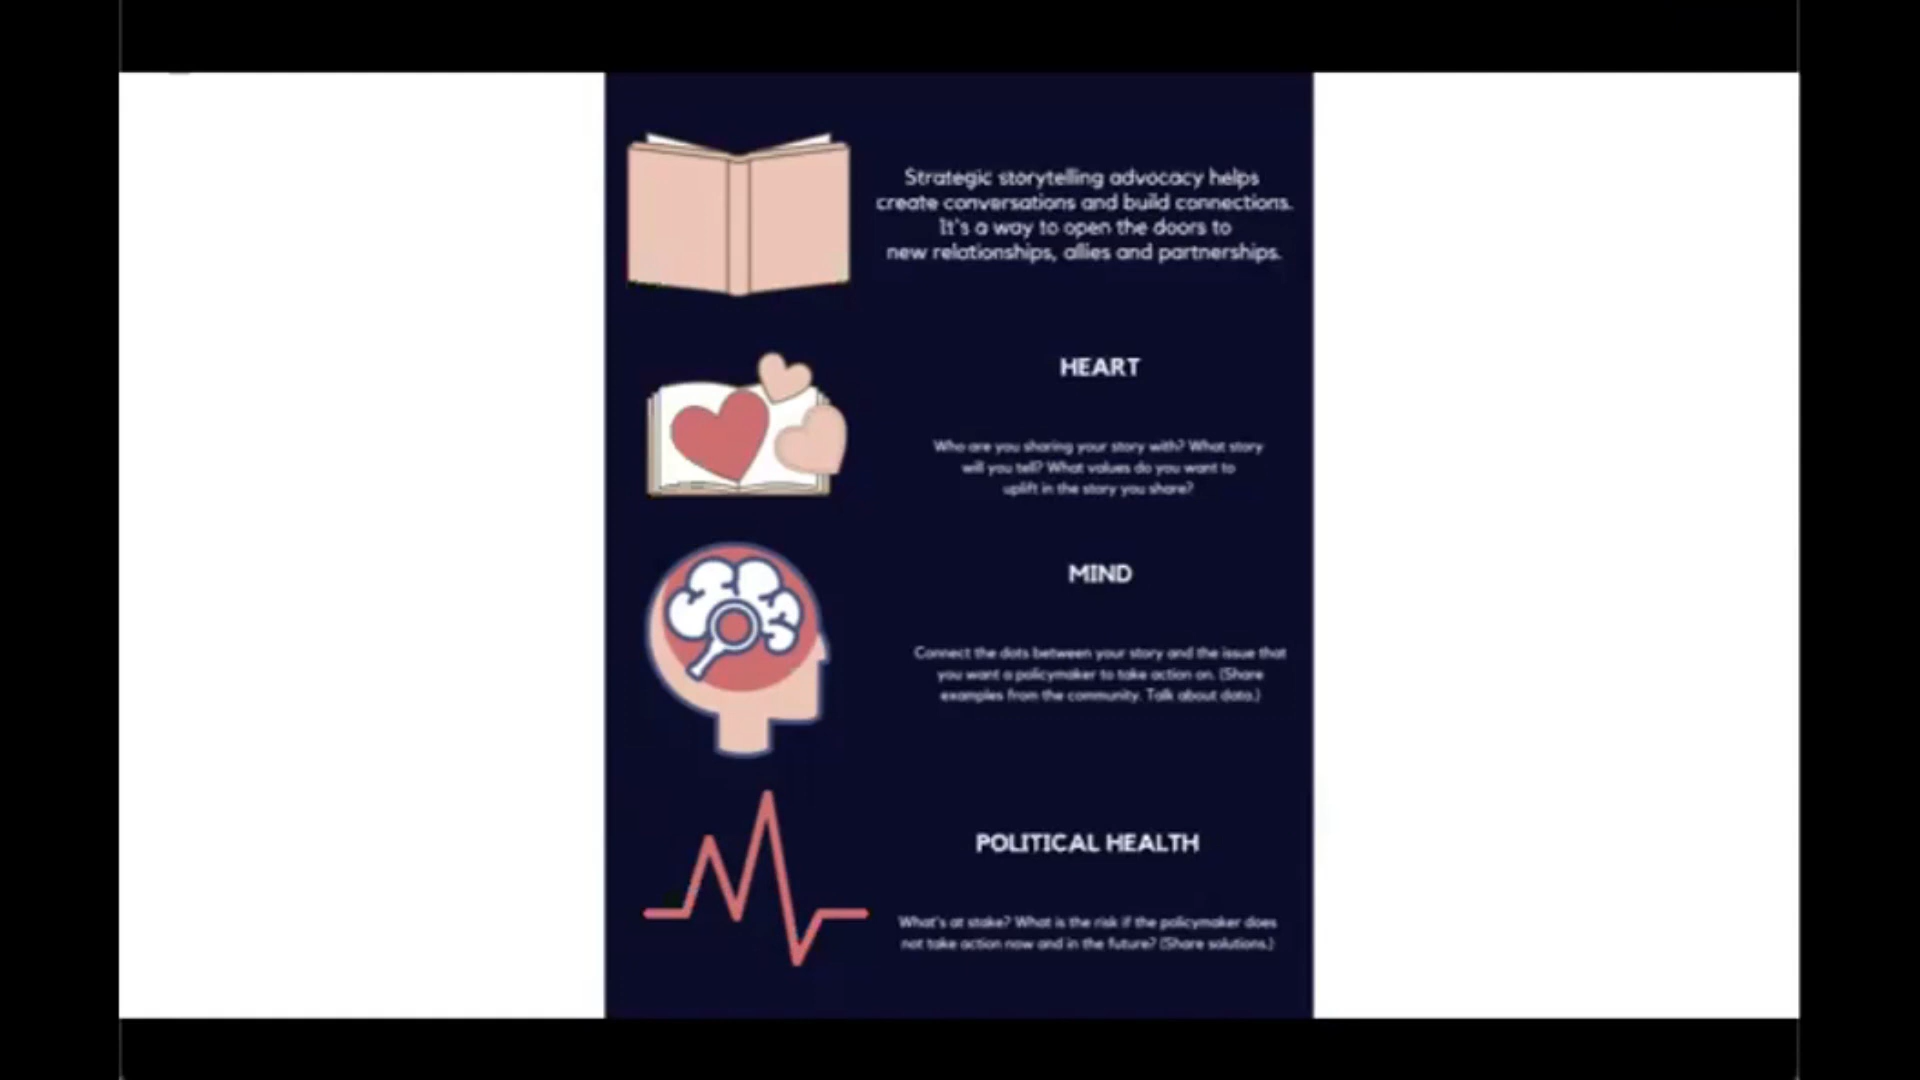 Strategic storytelling advocacy helps
create conversations and build connections.
It's a way to open the doors to
new relationships, allies and partnerships.
HEART
Who are you sharing your story with? What story
will you tell? What values do you want to
uplift in the story you share?
MIND
Connect the dots between your story and the issue that
you want a policymaker to take action on. (Share
examples from the community. Talk about data.)
POLITICAL HEALTH
What's at stake? What is the risk if the policymaker does
not take action now and in the future? (Share solutions.)